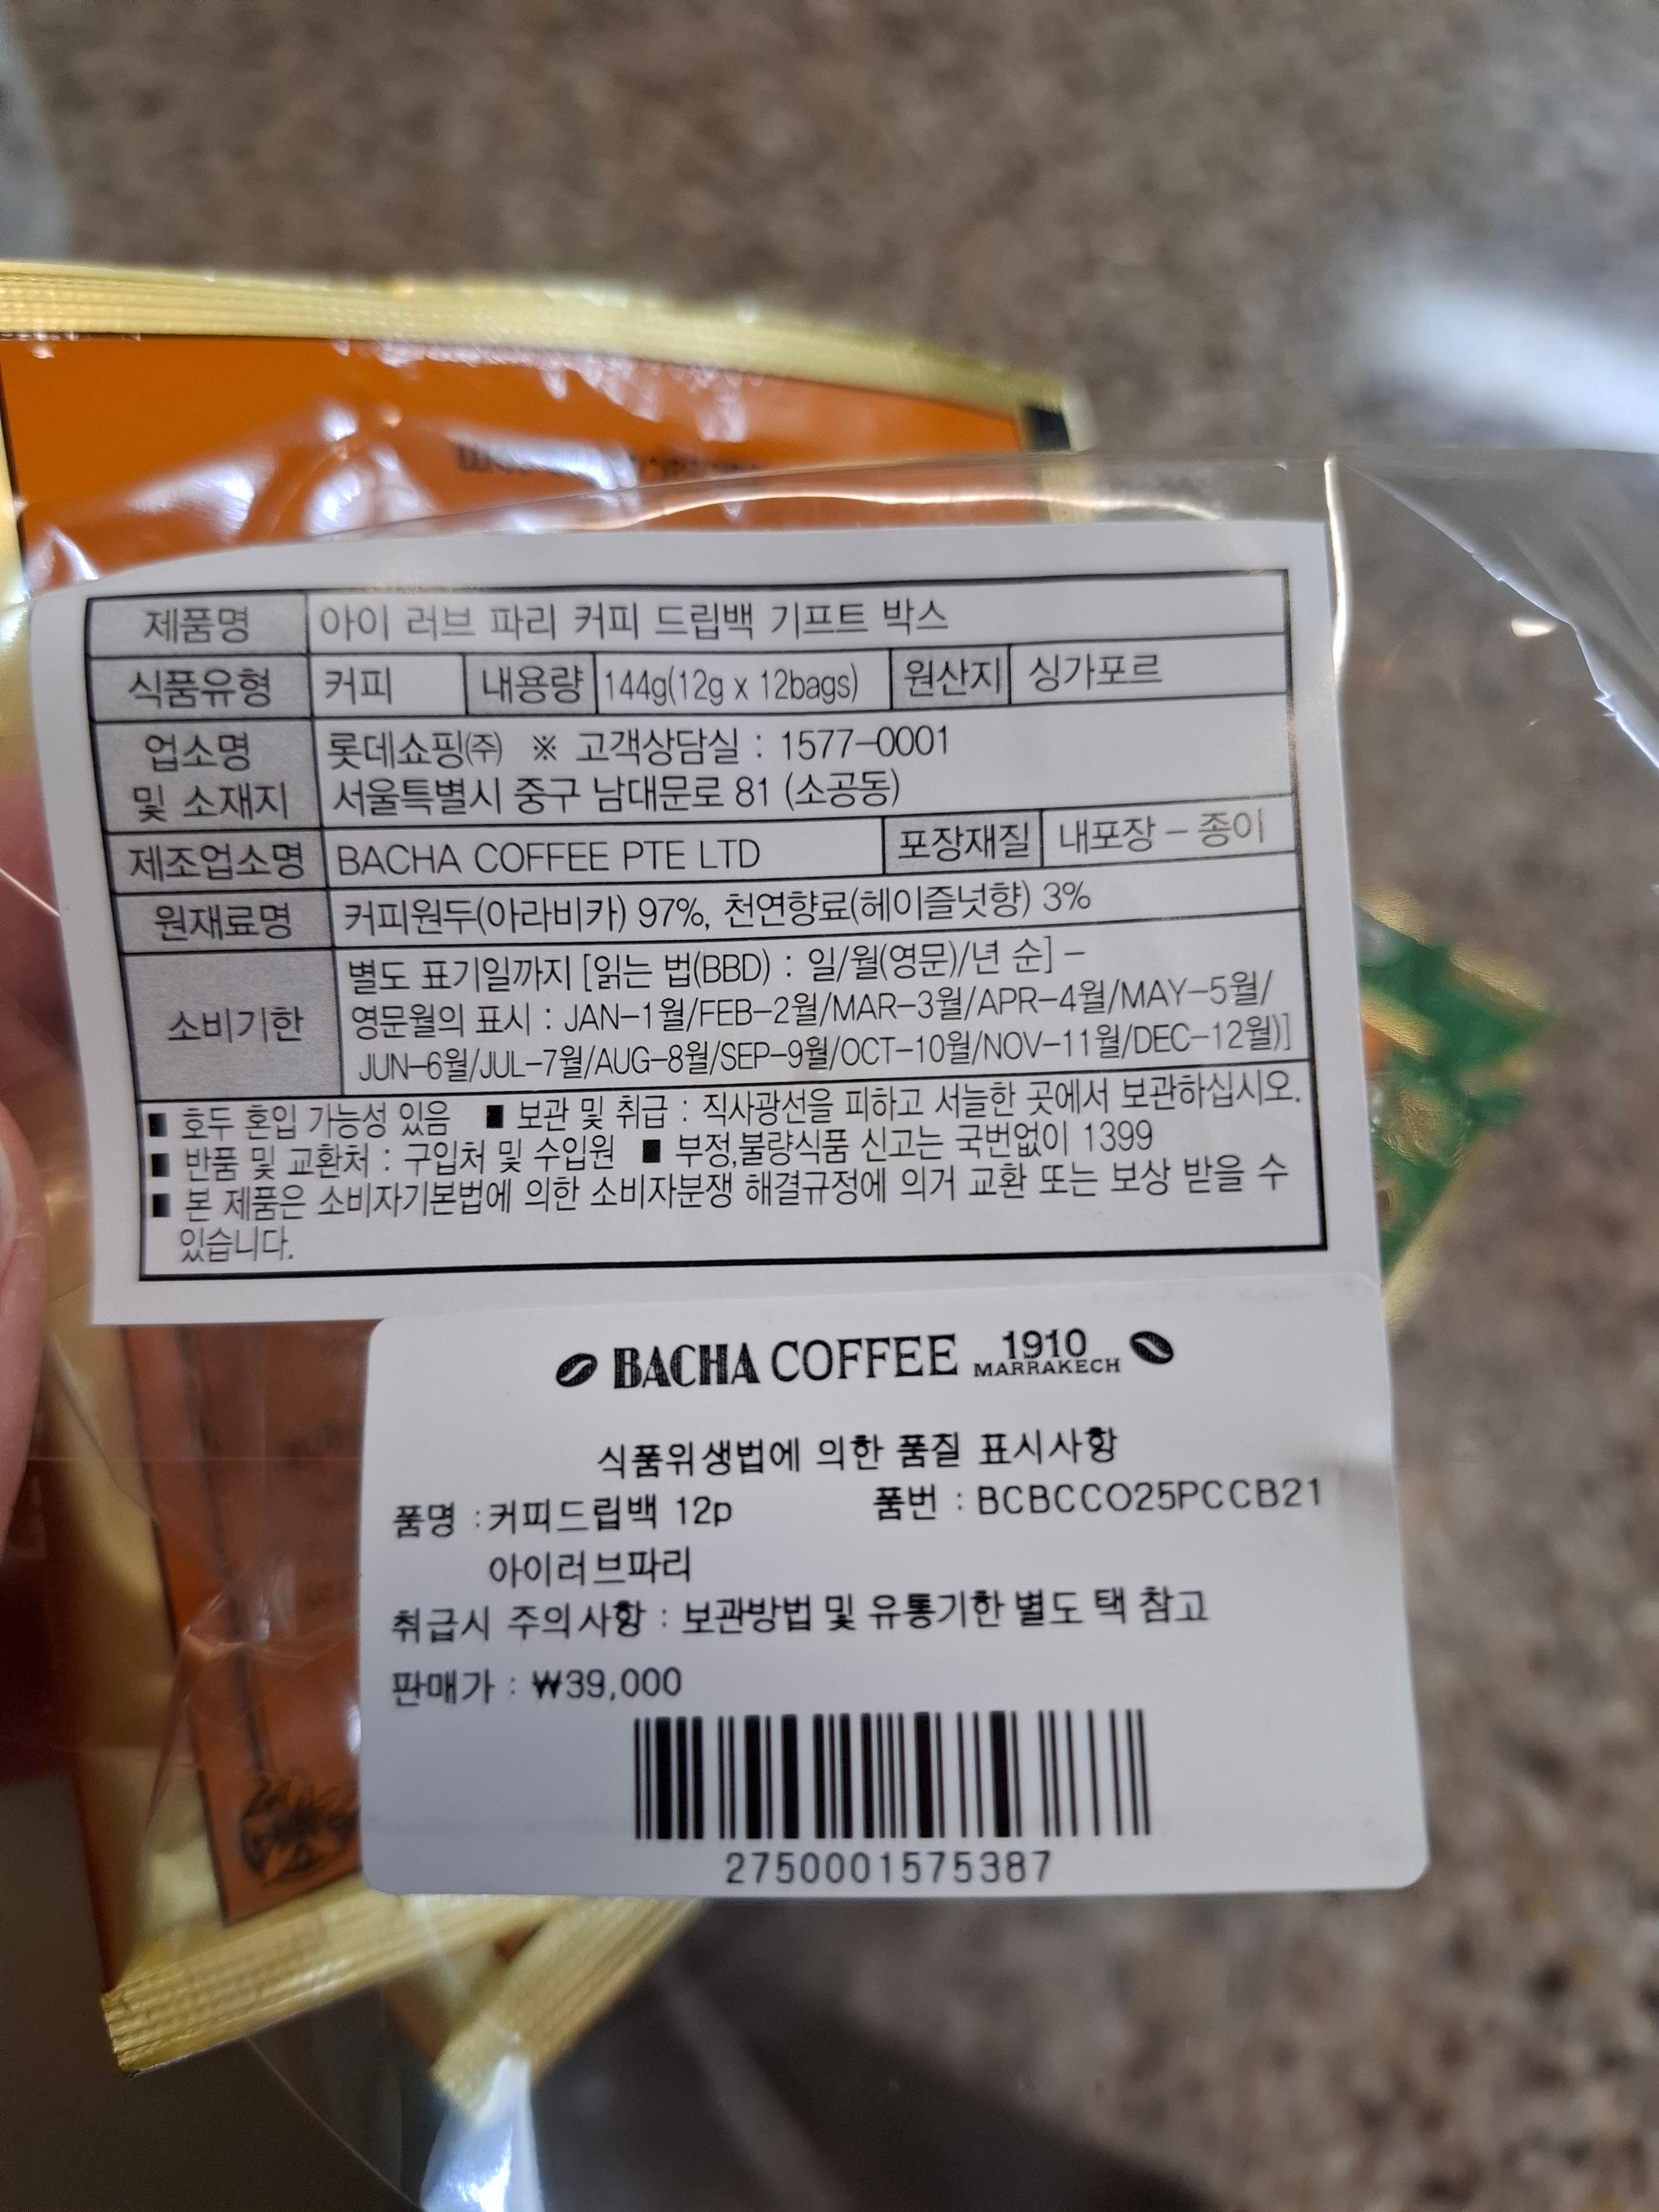 제품명 아이 러브 파리 커피 드립백 기프트 박스
식품유형 커피 내용량 144g(12g x 12bags) 원산지 싱가포르
업소명 및 소재지 롯데쇼핑㈜ ※ 고객상담실 : 1577-0001
서울특별시 중구 남대문로 81 (소공동)
제조업소명 BACHA COFFEE PTE LTD 포장재질 내포장 - 종이
원재료명 커피원두(아라비카) 97%, 천연향료(헤이즐넛향) 3%
소비기한 별도 표기일까지 [읽는 법(BBD) : 일/월(영문)/년 순] -
영문월의 표시 : JAN-1월/FEB-2월/MAR-3월/APR-4월/MAY-5월/
JUN-6월/JUL-7월/AUG-8월/SEP-9월/OCT-10월/NOV-11월/DEC-12월)]
■ 호두 혼입 가능성 있음 ■ 보관 및 취급 : 직사광선을 피하고 서늘한 곳에서 보관하십시오.
■ 반품 및 교환처 : 구입처 및 수입원 ■ 부정,불량식품 신고는 국번없이 1399
■ 본 제품은 소비자기본법에 의한 소비자분쟁 해결규정에 의거 교환 또는 보상 받을 수
있습니다.
BACHA COFFEE 1910 MARRAKECH
식품위생법에 의한 품질 표시사항
품명 : 커피드립백 12p 품번 : BCBCCO25PCCB21
아이러브파리
취급시 주의사항 : 보관방법 및 유통기한 별도 택 참고
판매가 : ₩39,000
2750001575387